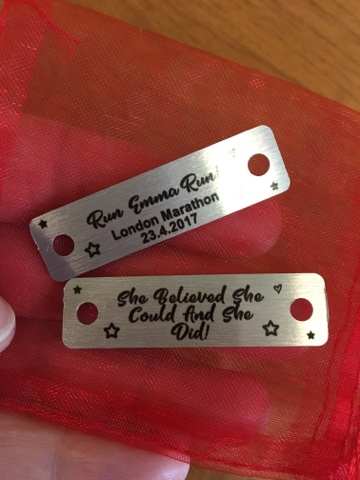 Run Emma Run!
London Marathon
23.4.2017
She Believed She
Could And She
Did!